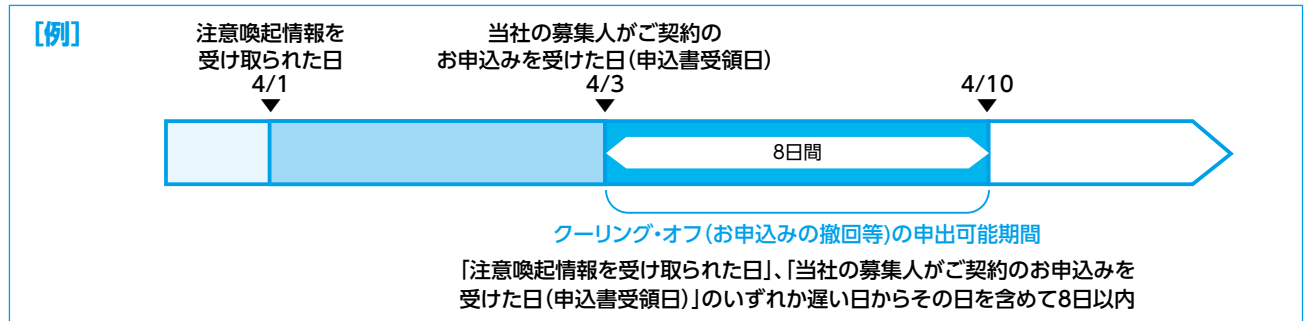 ［例］
注意喚起情報を
受け取られた日
4/1
当社の募集人がご契約の
お申込みを受けた日（申込書受領日）
4/3
4/10
8日間
クーリング・オフ（お申込みの撤回等）の申出可能期間
「注意喚起情報を受け取られた日」、「当社の募集人がご契約のお申込みを
受けた日（申込書受領日）」のいずれか遅い日からその日を含めて8日以内